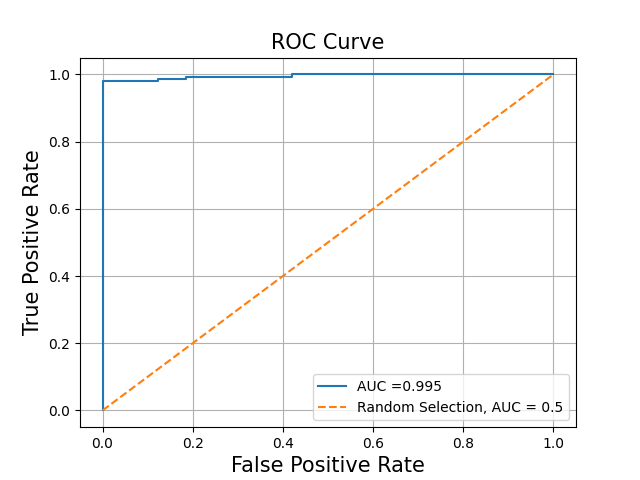 ROC Curve
True Positive Rate
1.0
0.8
0.6
0.4
0.2
0.0
0.0 0.2 0.4 0.6 0.8 1.0
False Positive Rate
AUC =0.995
Random Selection, AUC = 0.5